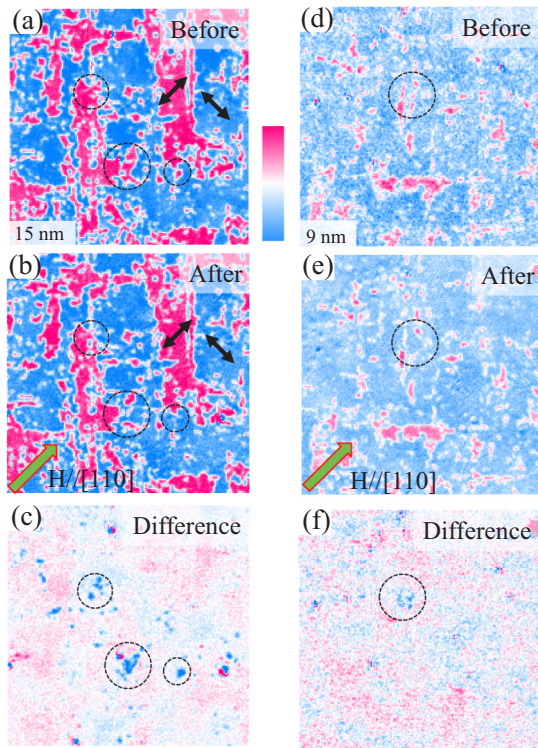 (a)
Before
15 nm
(b)
After
H//[110]
(c)
Difference
(d)
Before
9 nm
(e)
After
H//[110]
(f)
Difference